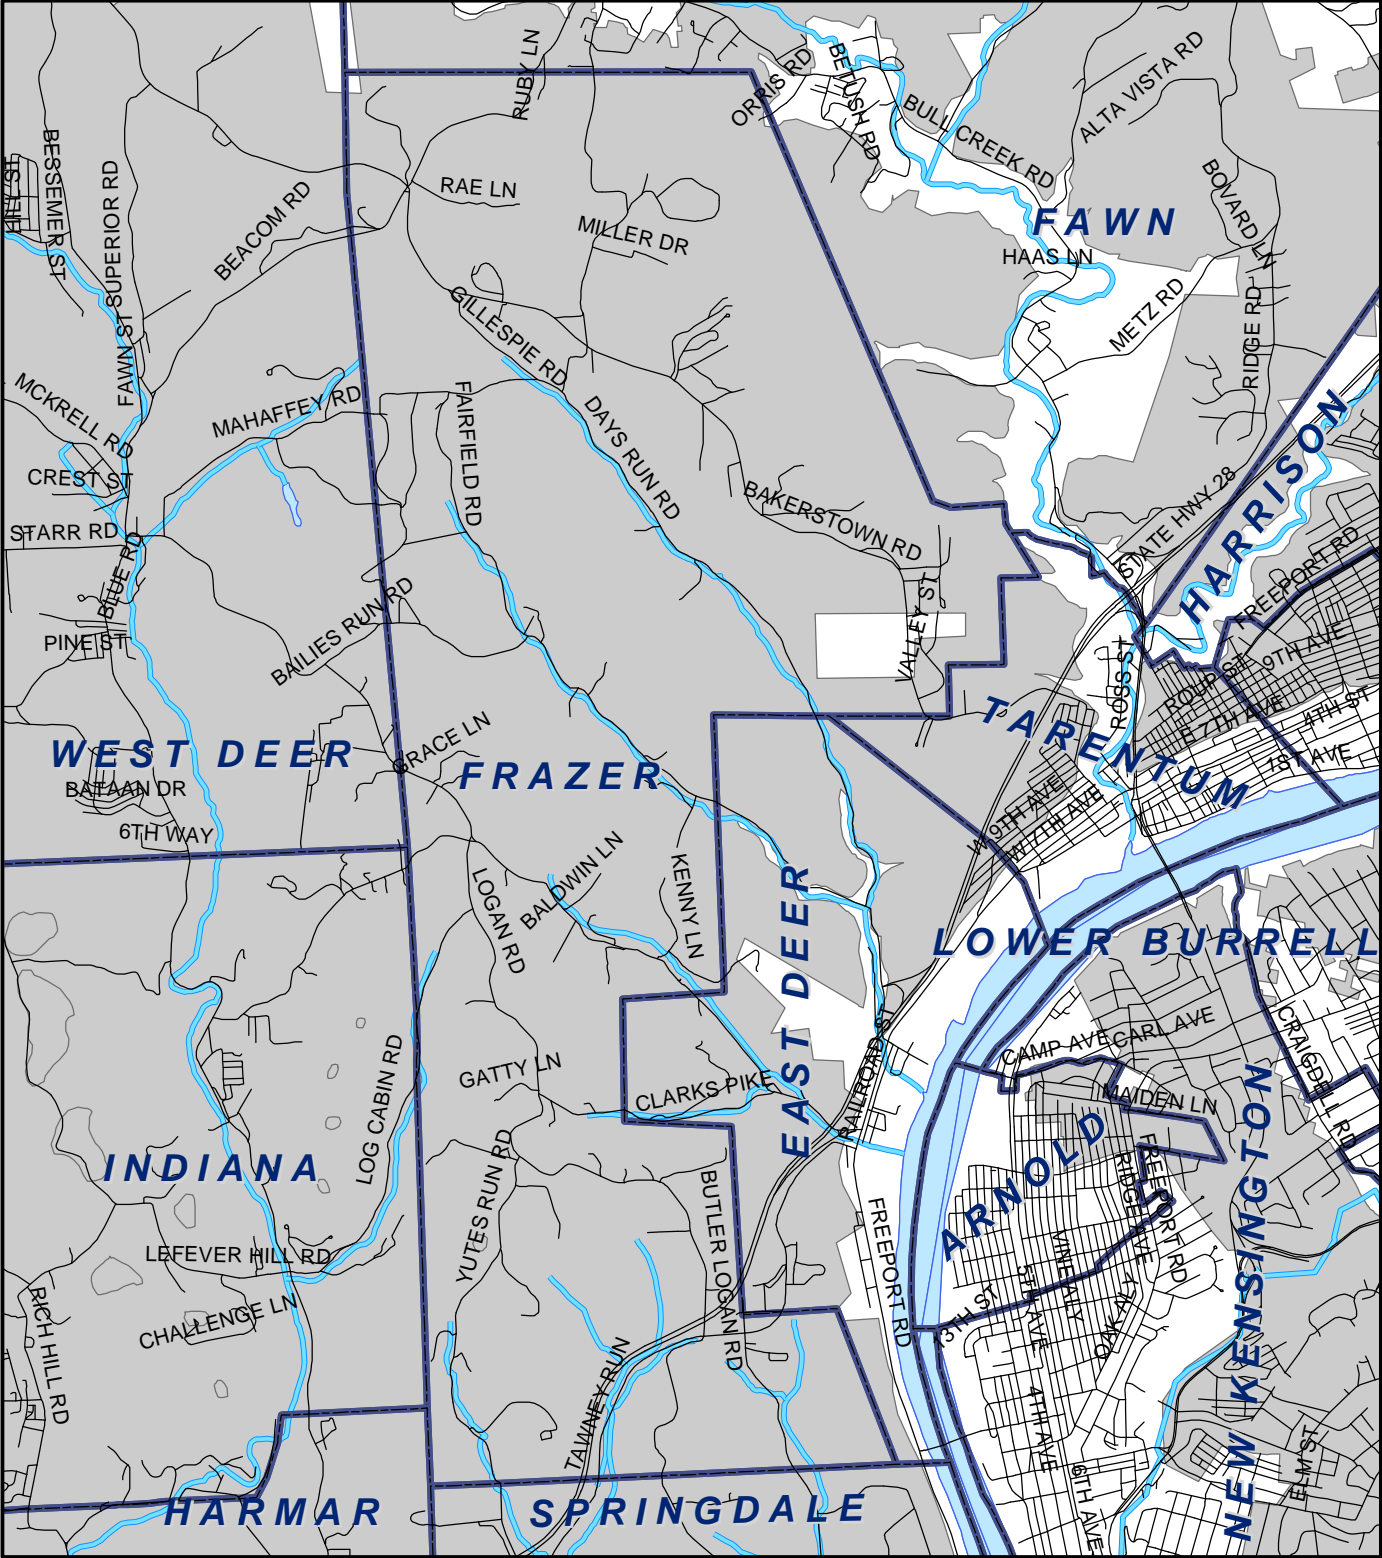 RUBY LN
ORRIS RD
BETUSH RD
BULL CREEK RD
ALTA VISTA RD
BESSEMER ST
HILL ST
FAWN ST
SUPERIOR RD
BEACOM RD
RAE LN
MILLER DR
FAWN
HAAS LN
BOVARD LN
METZ RD
RIDGE RD
GILLESPIE RD
MCKRELL RD
MAHAFFEY RD
FAIRFIELD RD
DAYS RUN RD
HARRISON
CREST ST
BAKERSTOWN RD
STATE HWY 28
STARR RD
BLUE RD
FREEPORT RD
BAILIES RUN RD
VALLEY ST
PINE ST
ROSS ST
9TH AVE
ROUP ST
E 7TH AVE
4TH ST
1ST AVE
TARENTUM
GRACE LN
WEST DEER
FRAZER
BATAAN DR
6TH WAY
W 9TH AVE
W 7TH AVE
BALDWIN LN
KENNY LN
LOGAN RD
EAST DEER
LOWER BURRELL
CRAIGDELL RD
CAMP AVE
CARL AVE
RAILROAD ST
LOG CABIN RD
GATTY LN
CLARKS PIKE
MAIDEN LN
ARNOLD
NEW KENSINGTON
INDIANA
YUTES RUN RD
BUTLER LOGAN RD
FREEPORT RD
FREEPORT RD
RIDGE AVE
VINE ALY
5TH AVE
OAK ALY
LEFEVER HILL RD
CHALLENGE LN
RICH HILL RD
13TH ST
TAWNEY RUN
4TH AVE
6TH AVE
ELM ST
HARMAR
SPRINGDALE